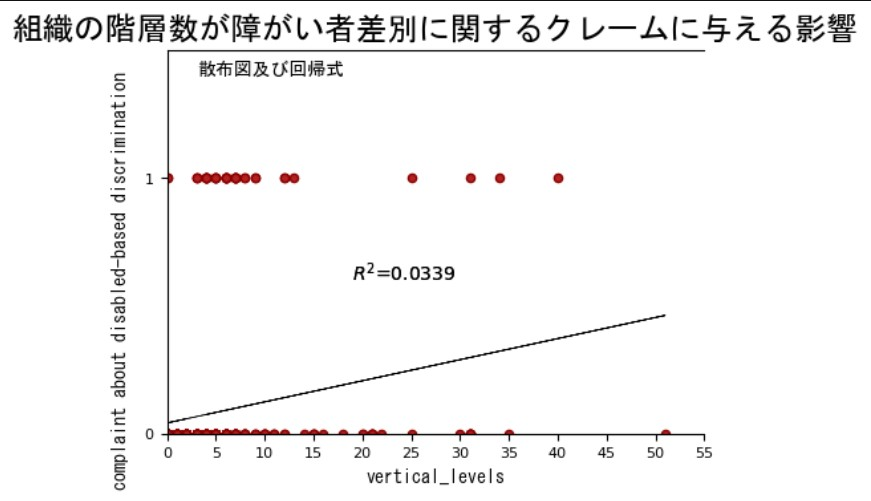 組織の階層数が障がい者差別に関するクレームに与える影響
散布図及び回帰式
complaint about disabled-based discrimination
1
R²=0.0339
0
0 5 10 15 20 25 30 35 40 45 50 55
vertical_levels